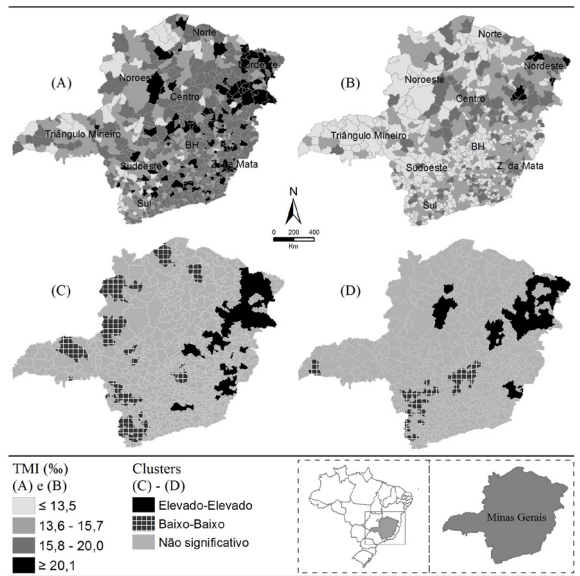 (A)
Norte
Nordeste
Noroeste
Centro
Triângulo Mineiro
BH
Sudoeste
Z. da Mata
Sul
(B)
Norte
Nordeste
Noroeste
Centro
Triângulo Mineiro
BH
Sudoeste
Z. da Mata
Sul
N
0 200 400
Km
(C)
(D)
TMI (‰)
(A) e (B)
≤ 13,5
13,6 - 15,7
15,8 - 20,0
≥ 20,1
Clusters
(C) - (D)
Elevado-Elevado
Baixo-Baixo
Não significativo
Minas Gerais